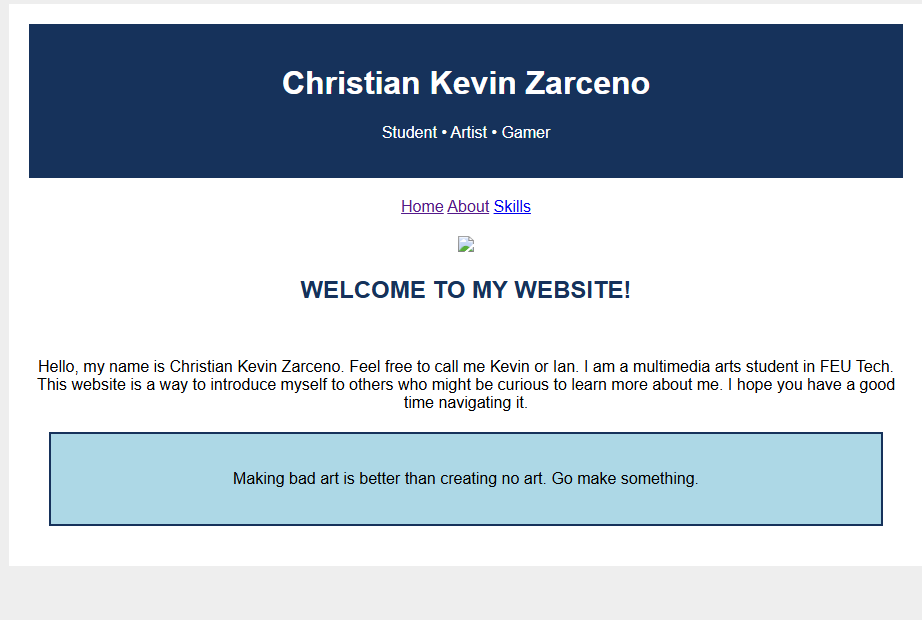 Christian Kevin Zarceno
Student • Artist • Gamer
Home About Skills
WELCOME TO MY WEBSITE!
Hello, my name is Christian Kevin Zarceno. Feel free to call me Kevin or Ian. I am a multimedia arts student in FEU Tech.
This website is a way to introduce myself to others who might be curious to learn more about me. I hope you have a good
time navigating it.
Making bad art is better than creating no art. Go make something.